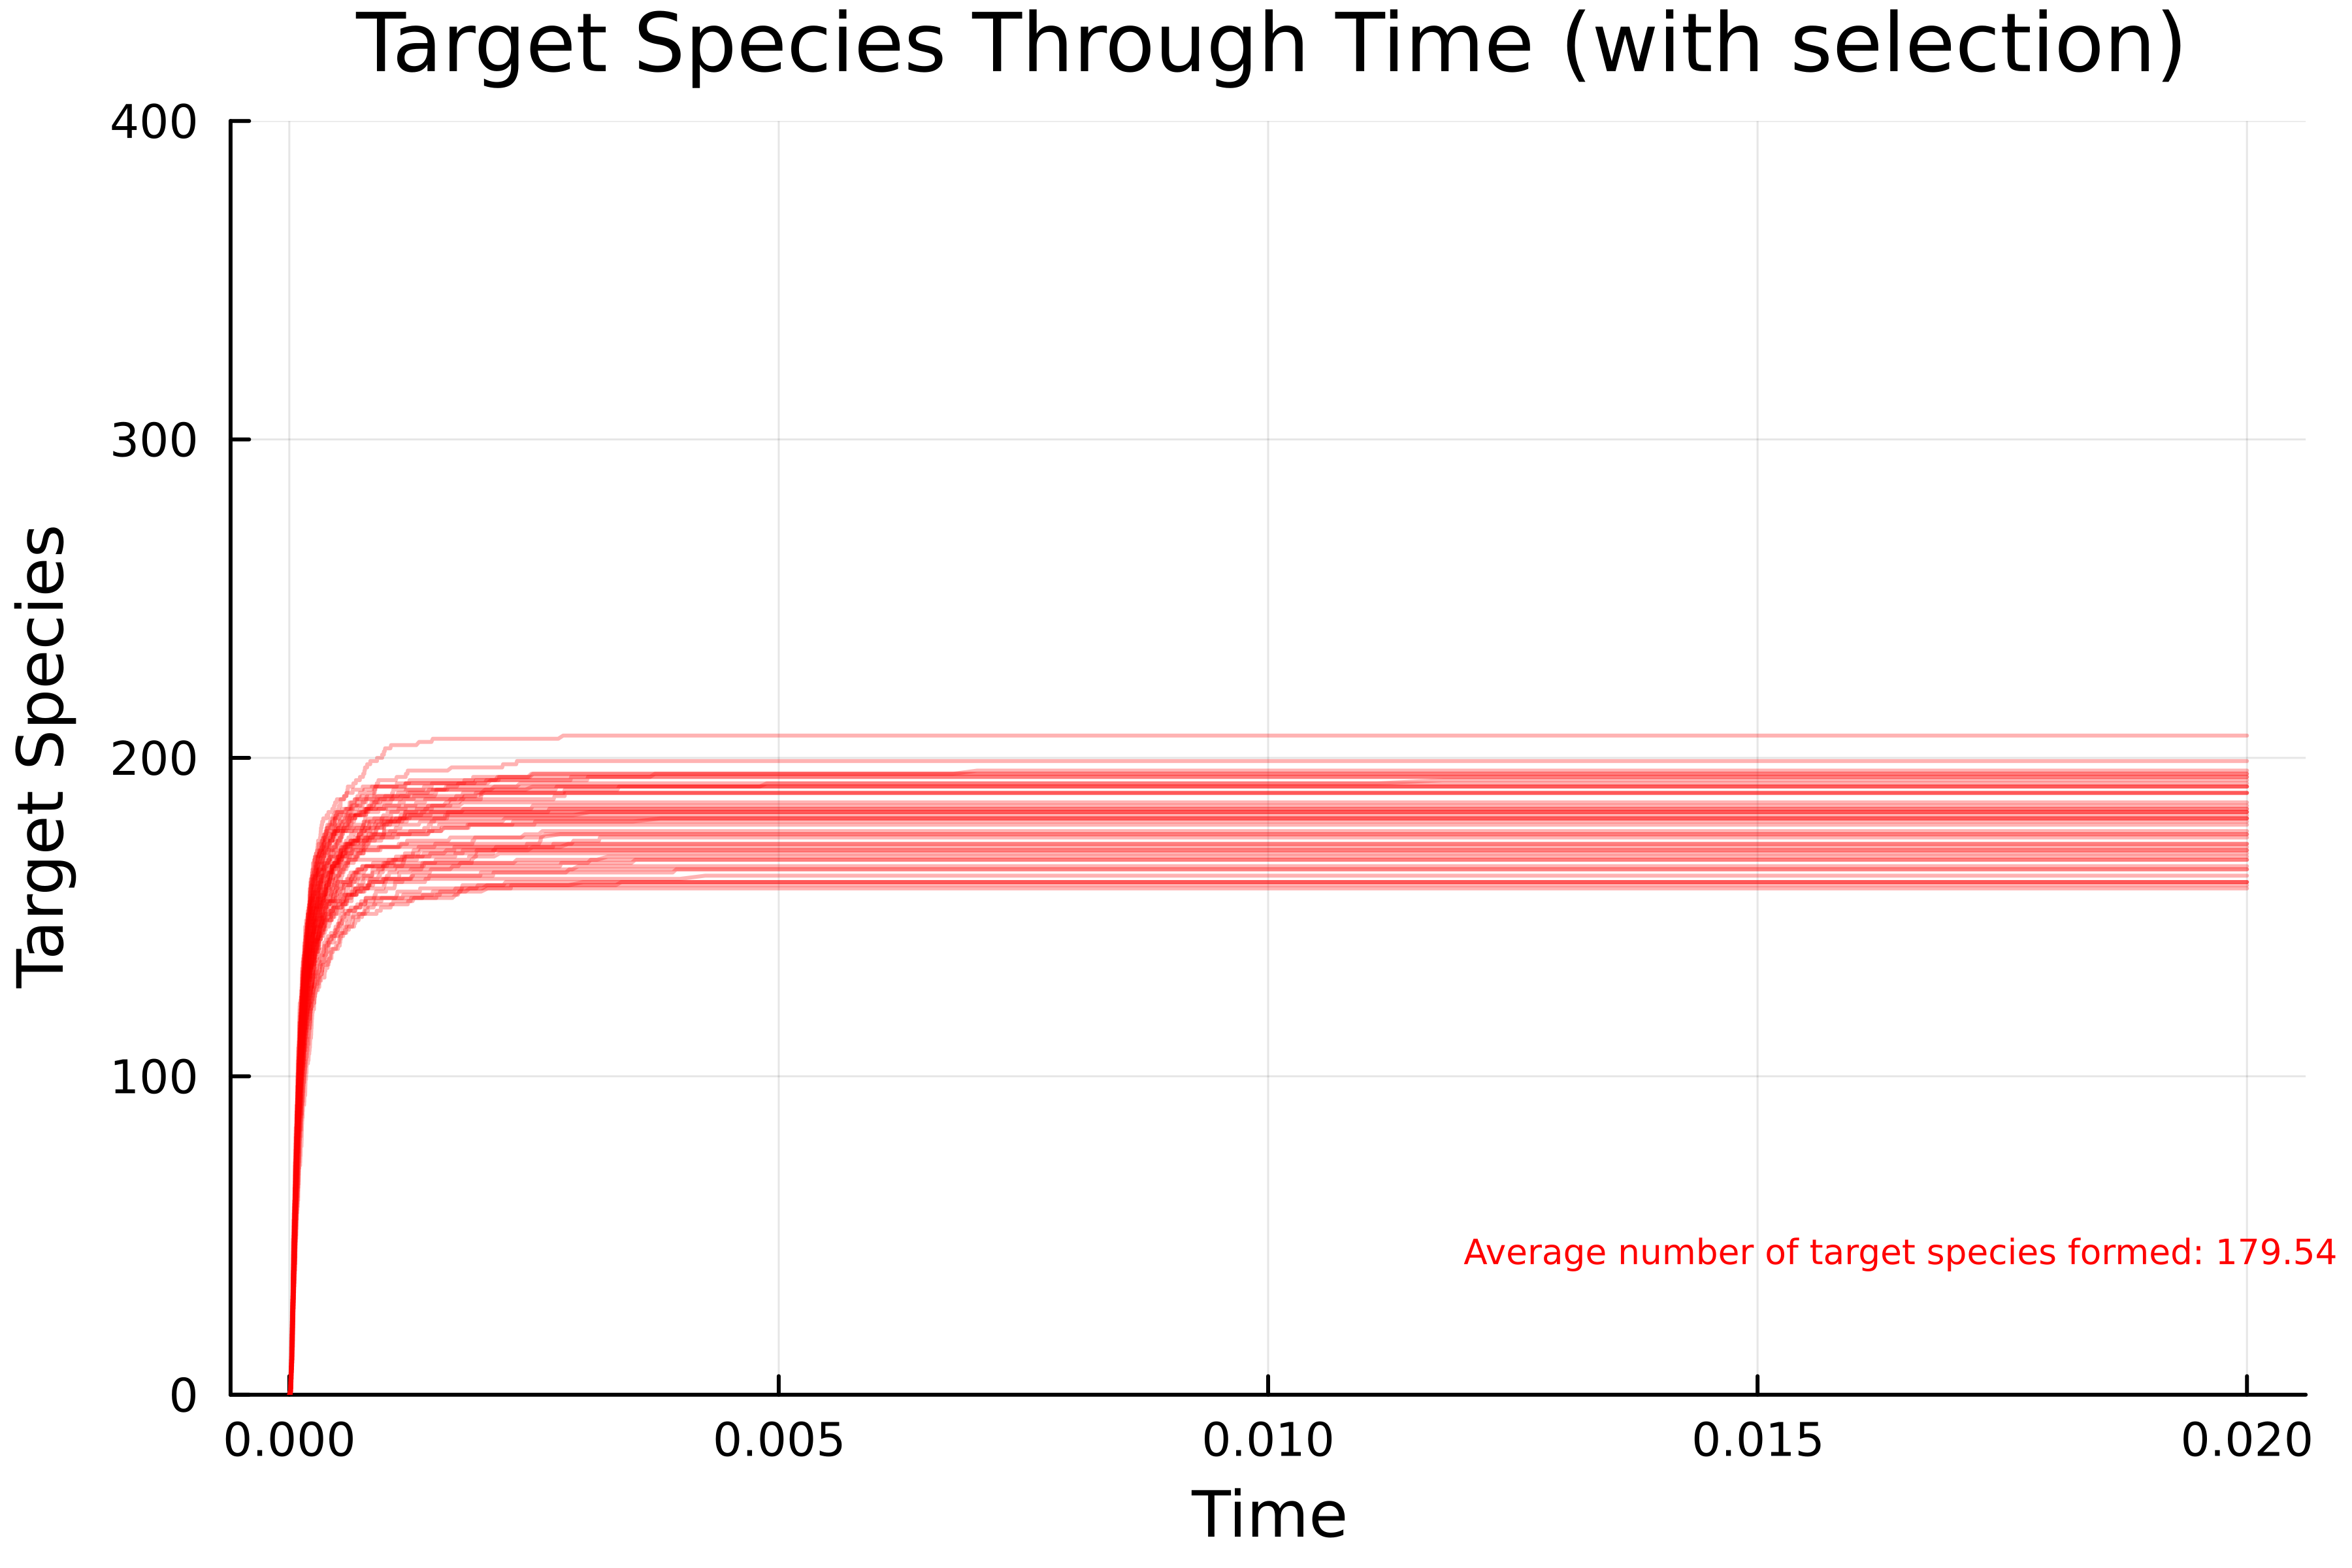 Target Species Through Time (with selection)
400
300
200
100
0
Target Species
Average number of target species formed: 179.54
0.000 0.005 0.010 0.015 0.020
Time